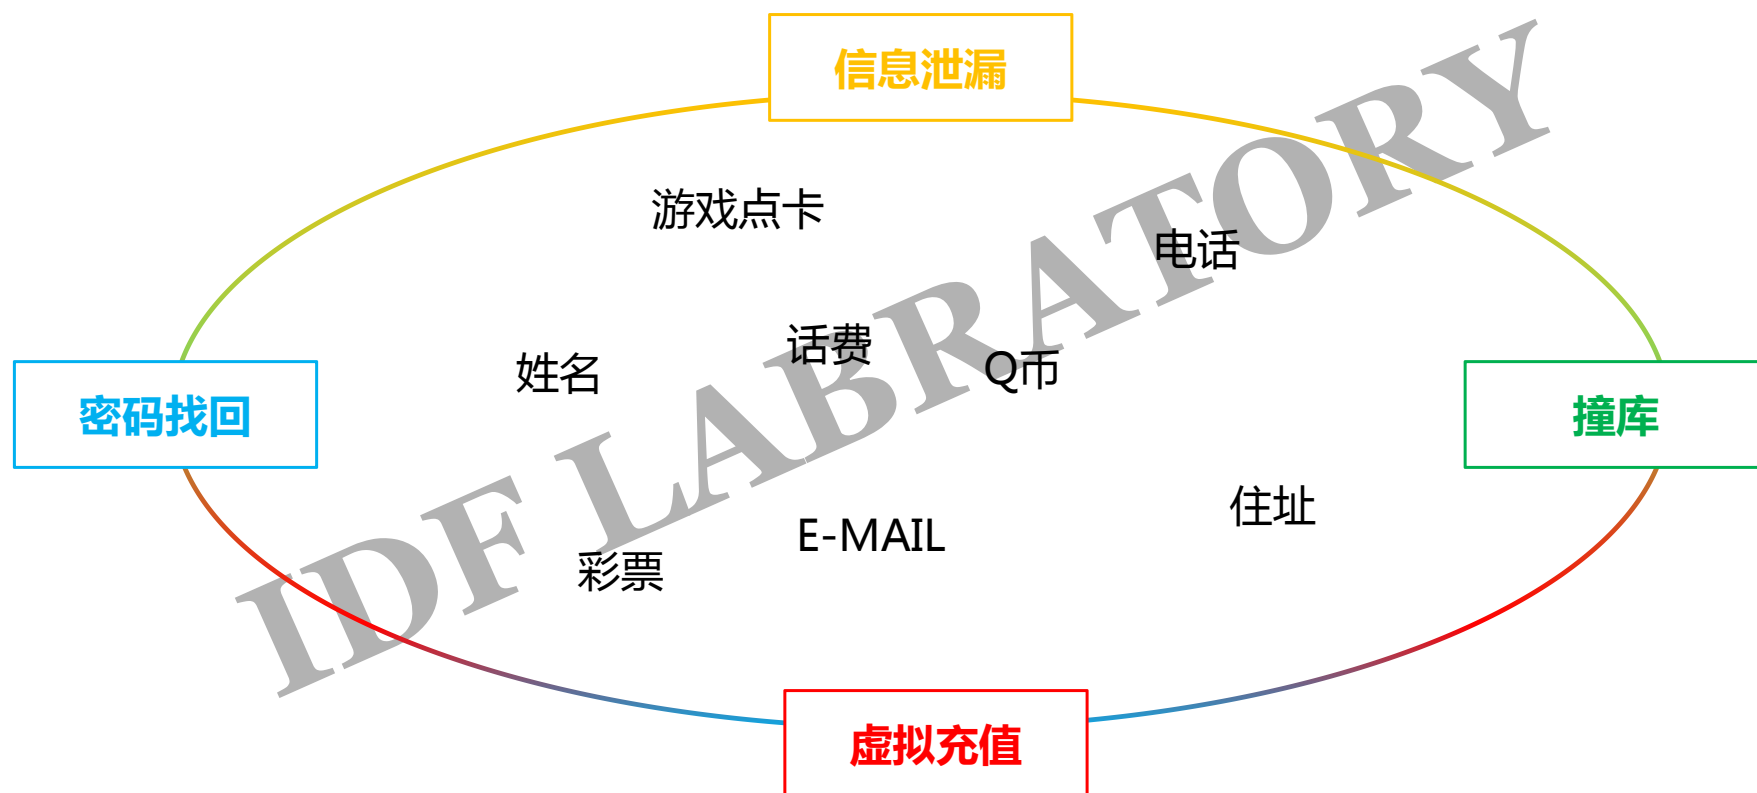 信息泄漏
游戏点卡
电话
话费
Q币
姓名
密码找回
撞库
住址
E-MAIL
彩票
虚拟充值
IDF LABRATORY